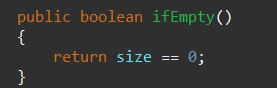 public boolean ifEmpty()
{
    return size == 0;
}